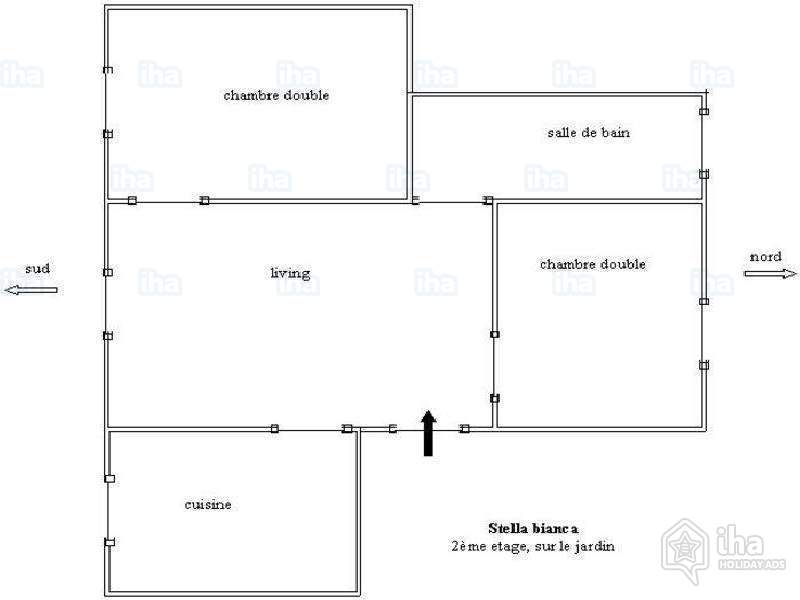 chambre double
salle de bain
sud
living
chambre double
nord
cuisine
Stella bianca
2ème etage, sur le jardin
iha
HOLIDAY ADS